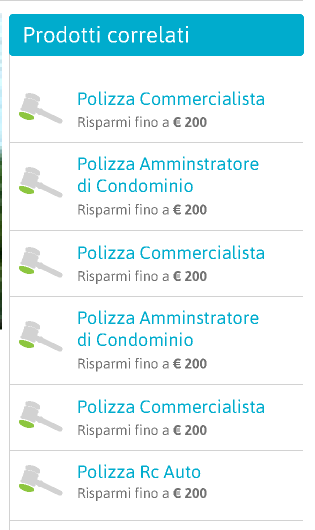 Prodotti correlati
Polizza Commercialista
Risparmi fino a € 200
Polizza Amminstratore
di Condominio
Risparmi fino a € 200
Polizza Commercialista
Risparmi fino a € 200
Polizza Amminstratore
di Condominio
Risparmi fino a € 200
Polizza Commercialista
Risparmi fino a € 200
Polizza Rc Auto
Risparmi fino a € 200